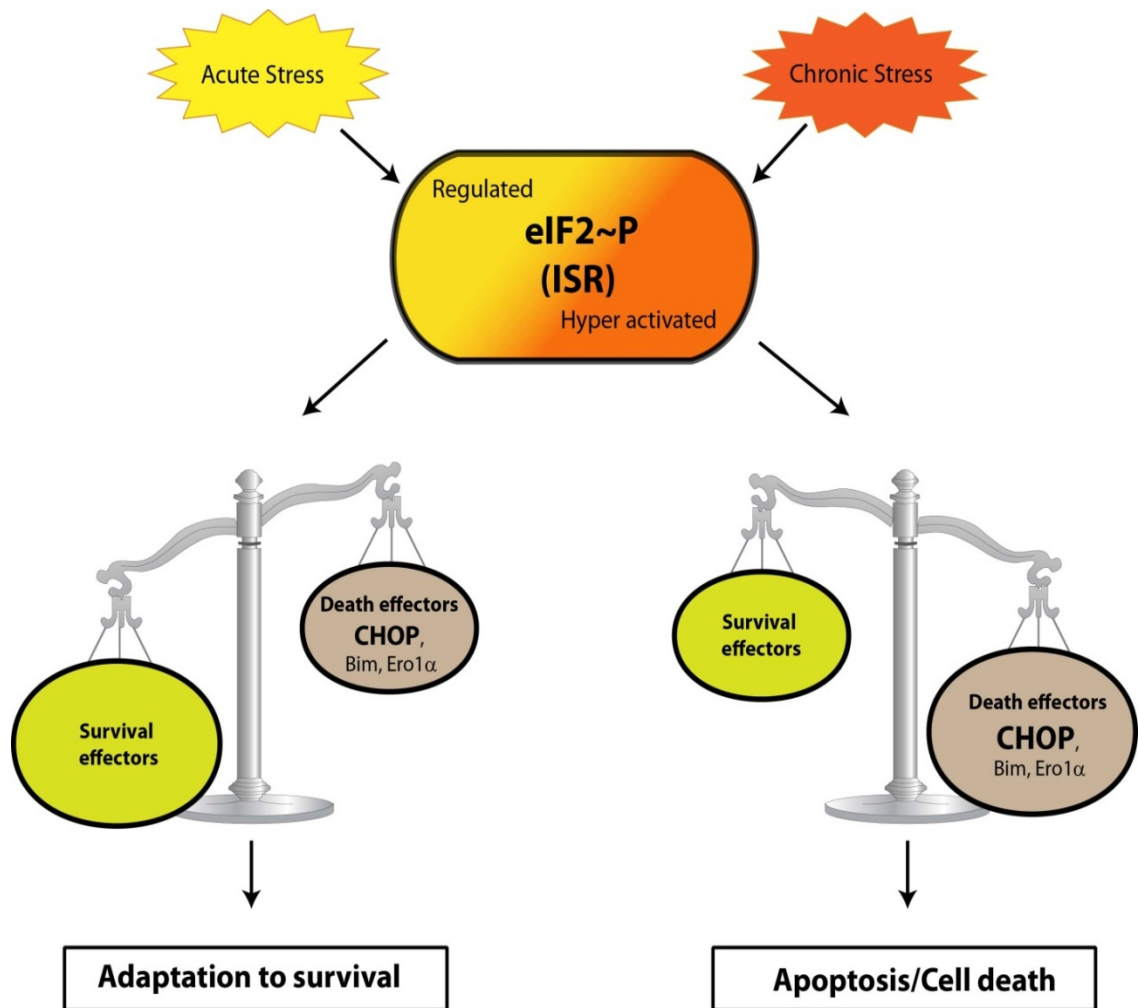 Acute Stress
Chronic Stress
Regulated
eIF2~P
(ISR)
Hyper activated
Death effectors
CHOP,
Bim, Ero1α
Survival
effectors
Survival
effectors
Death effectors
CHOP,
Bim, Ero1α
Adaptation to survival
Apoptosis/Cell death